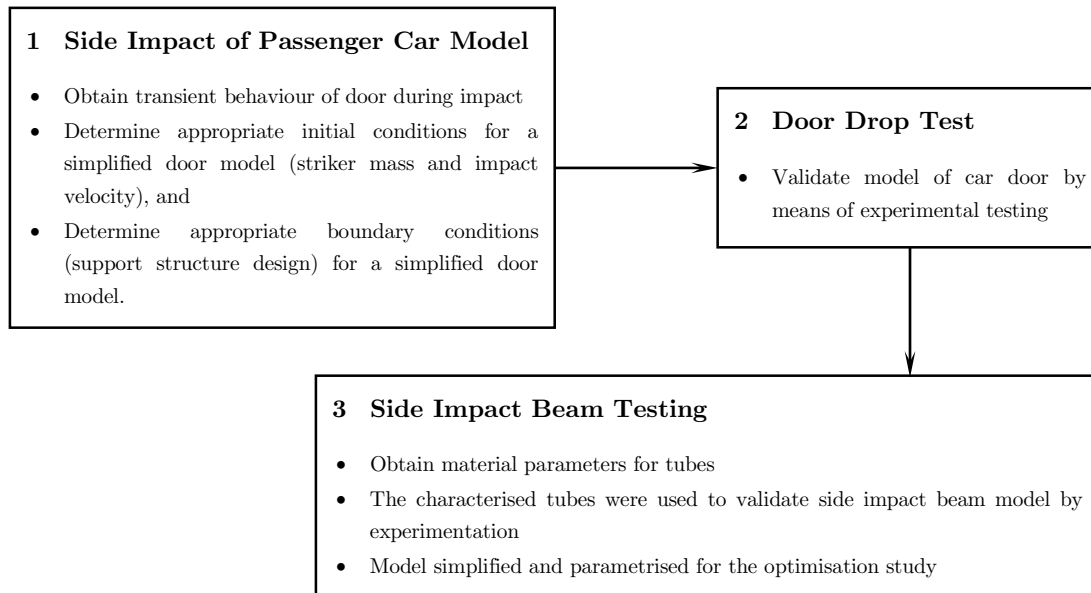 1 Side Impact of Passenger Car Model
• Obtain transient behaviour of door during impact
• Determine appropriate initial conditions for a
simplified door model (striker mass and impact
velocity), and
• Determine appropriate boundary conditions
(support structure design) for a simplified door
model.
2 Door Drop Test
• Validate model of car door by
means of experimental testing
3 Side Impact Beam Testing
• Obtain material parameters for tubes
• The characterised tubes were used to validate side impact beam model by
experimentation
• Model simplified and parametrised for the optimisation study